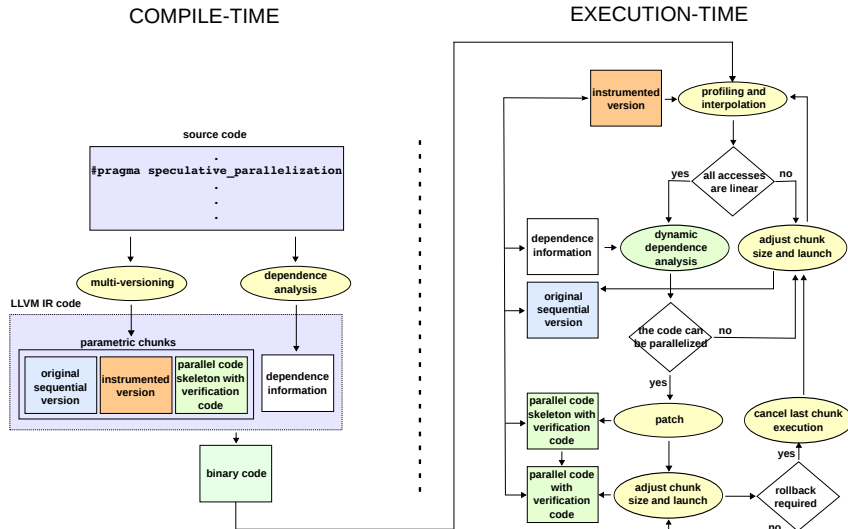 COMPILE-TIME
source code
.
#pragma speculative_parallelization
.
.
.
multi-versioning
dependence
analysis
LLVM IR code
parametric chunks
original
sequential
version
instrumented
version
parallel code
skeleton with
verification
code
dependence
information
binary code
EXECUTION-TIME
instrumented
version
profiling and
interpolation
all accesses
are linear
yes
no
dependence
information
dynamic
dependence
analysis
adjust chunk
size and launch
original
sequential
version
the code can
be parallelized
no
yes
parallel code
skeleton with
verification
code
patch
cancel last chunk
execution
yes
parallel code
with
verification
code
adjust chunk
size and launch
rollback
required
no